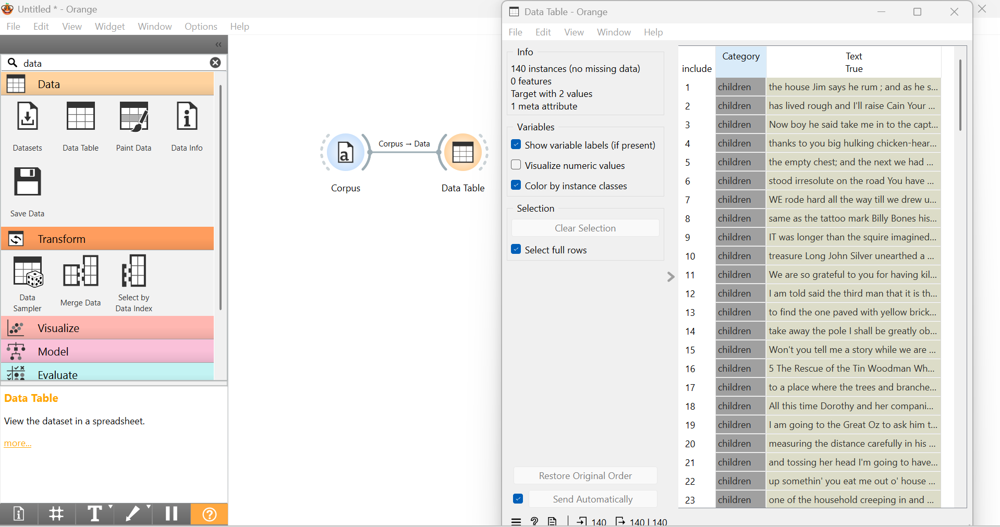 Untitled * - Orange
File Edit View Widget Window Options Help
«
data
Data
Datasets Data Table Paint Data Data Info
Save Data
Transform
Data Sampler
Merge Data
Select by Data Index
Visualize
Model
Evaluate
Data Table
View the dataset in a spreadsheet.
more...
Corpus → Data
Corpus
Data Table
Data Table - Orange
File Edit View Window Help
Info
140 instances (no missing data)
0 features
Target with 2 values
1 meta attribute
Variables
Show variable labels (if present)
Visualize numeric values
Color by instance classes
Selection
Clear Selection
Select full rows
Restore Original Order
Send Automatically
140
140 | 140
Category Text
include True
1 children the house Jim says he rum ; and as he s...
2 children has lived rough and I'll raise Cain Your ...
3 children Now boy he said take me in to the capt...
4 children thanks to you big hulking chicken-hear...
5 children the empty chest; and the next we had ...
6 children stood irresolute on the road You have ...
7 children WE rode hard all the way till we drew u...
8 children same as the tattoo mark Billy Bones his...
9 children IT was longer than the squire imagined...
10 children treasure Long John Silver unearthed a ...
11 children We are so grateful to you for having kil...
12 children I am told said the third man that it is th...
13 children to find the one paved with yellow brick...
14 children take away the pole I shall be greatly ob...
15 children Won't you tell me a story while we are ...
16 children 5 The Rescue of the Tin Woodman Wh...
17 children to a place where the trees and branche...
18 children All this time Dorothy and her compani...
19 children I am going to the Great Oz to ask him t...
20 children measuring the distance carefully in his ...
21 children and tossing her head I'm going to have...
22 children up somethin' you eat me out o' house ...
23 children one of the household creeping in and ...